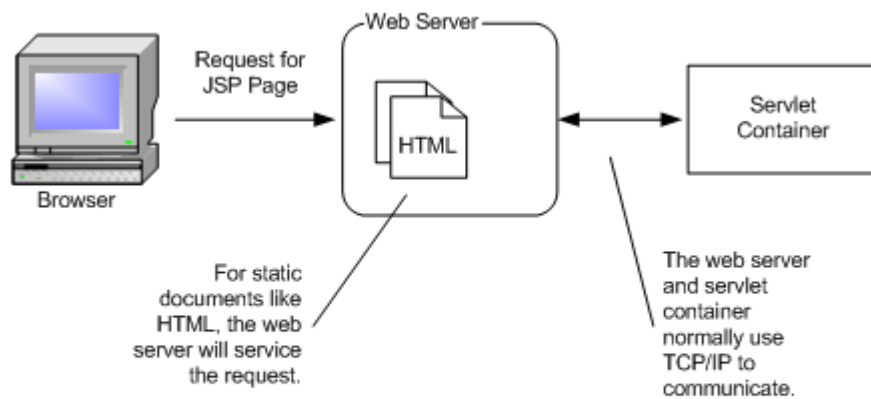 Web Server
Request for
JSP Page
HTML
Servlet
Container
Browser
For static
documents like
HTML, the web
server will service
the request.
The web server
and servlet
container
normally use
TCP/IP to
communicate.